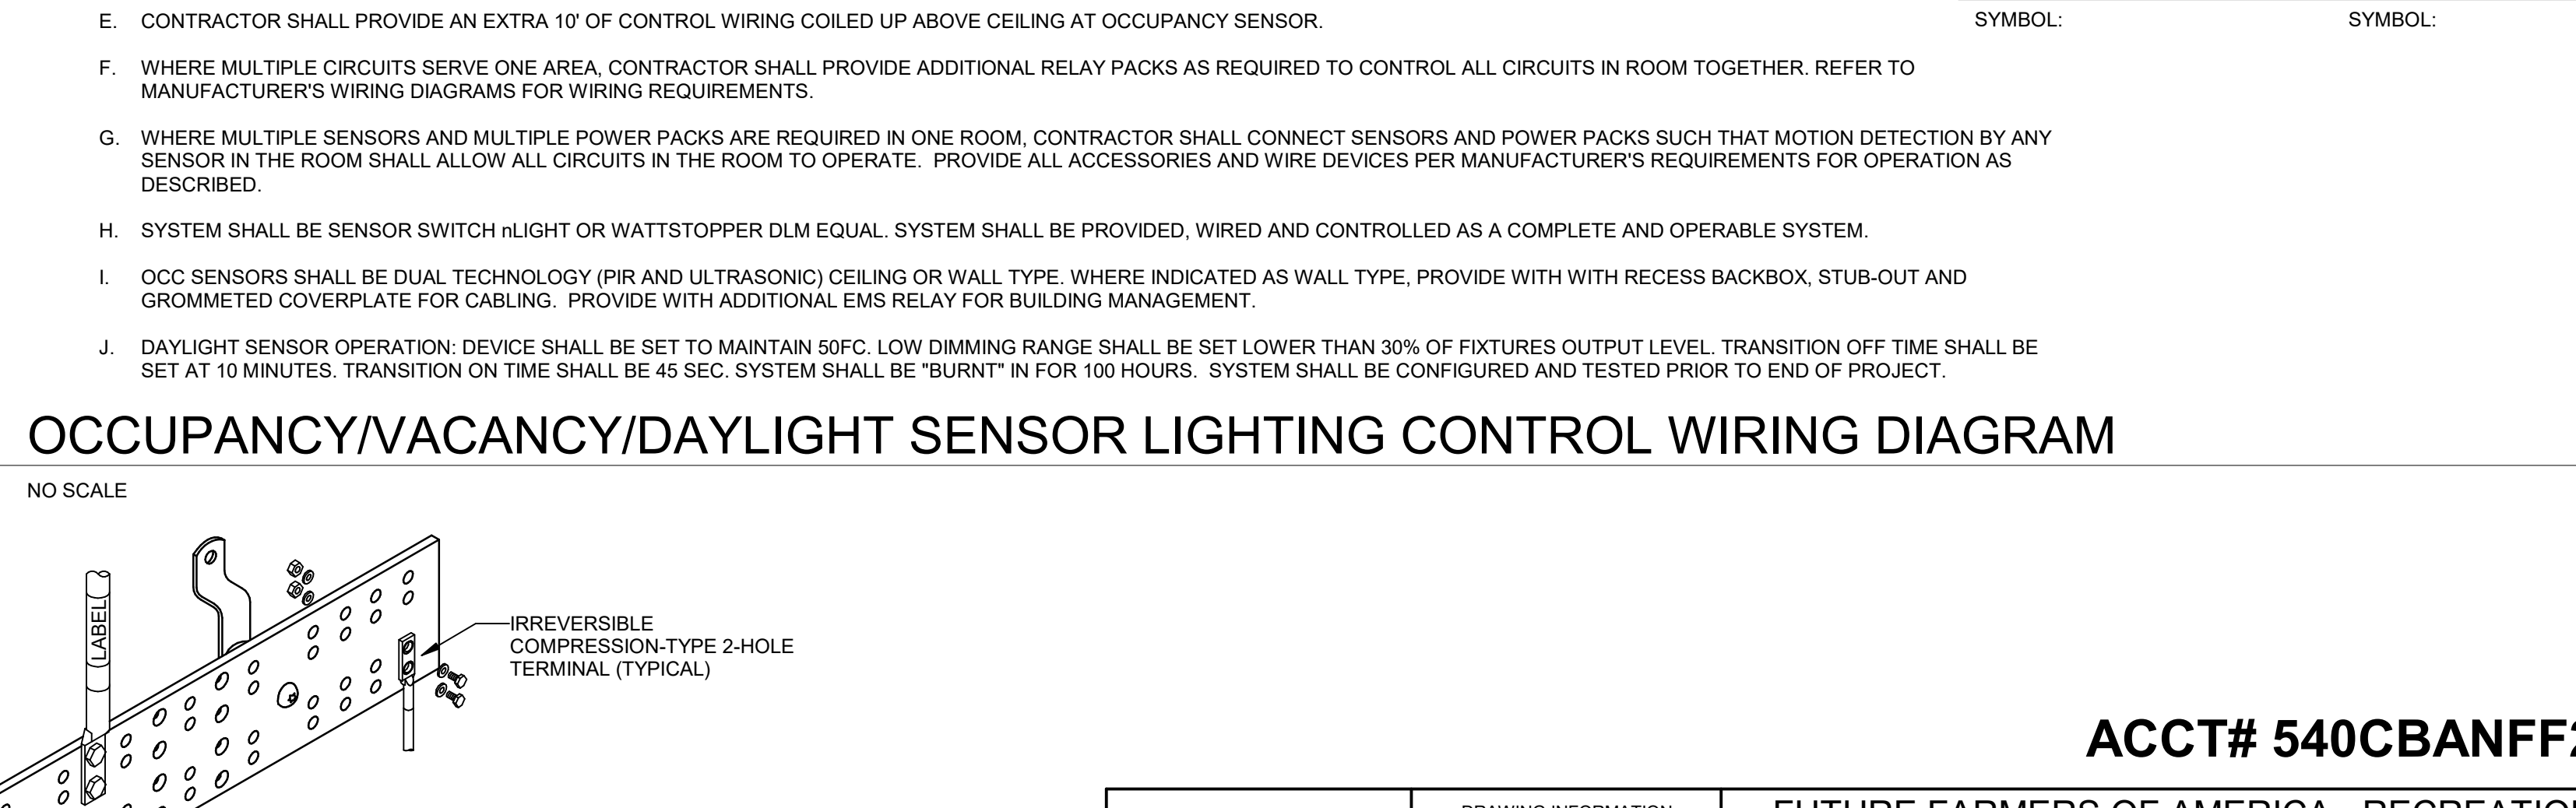 E. CONTRACTOR SHALL PROVIDE AN EXTRA 10' OF CONTROL WIRING COILED UP ABOVE CEILING AT OCCUPANCY SENSOR.
SYMBOL:
SYMBOL:
F. WHERE MULTIPLE CIRCUITS SERVE ONE AREA, CONTRACTOR SHALL PROVIDE ADDITIONAL RELAY PACKS AS REQUIRED TO CONTROL ALL CIRCUITS IN ROOM TOGETHER. REFER TO
MANUFACTURER'S WIRING DIAGRAMS FOR WIRING REQUIREMENTS.
G. WHERE MULTIPLE SENSORS AND MULTIPLE POWER PACKS ARE REQUIRED IN ONE ROOM, CONTRACTOR SHALL CONNECT SENSORS AND POWER PACKS SUCH THAT MOTION DETECTION BY ANY
SENSOR IN THE ROOM SHALL ALLOW ALL CIRCUITS IN THE ROOM TO OPERATE. PROVIDE ALL ACCESSORIES AND WIRE DEVICES PER MANUFACTURER'S REQUIREMENTS FOR OPERATION AS
DESCRIBED.
H. SYSTEM SHALL BE SENSOR SWITCH nLIGHT OR WATTSTOPPER DLM EQUAL. SYSTEM SHALL BE PROVIDED, WIRED AND CONTROLLED AS A COMPLETE AND OPERABLE SYSTEM.
I. OCC SENSORS SHALL BE DUAL TECHNOLOGY (PIR AND ULTRASONIC) CEILING OR WALL TYPE. WHERE INDICATED AS WALL TYPE, PROVIDE WITH WITH RECESS BACKBOX, STUB-OUT AND
GROMMETED COVERPLATE FOR CABLING. PROVIDE WITH ADDITIONAL EMS RELAY FOR BUILDING MANAGEMENT.
J. DAYLIGHT SENSOR OPERATION: DEVICE SHALL BE SET TO MAINTAIN 50FC. LOW DIMMING RANGE SHALL BE SET LOWER THAN 30% OF FIXTURES OUTPUT LEVEL. TRANSITION OFF TIME SHALL BE
SET AT 10 MINUTES. TRANSITION ON TIME SHALL BE 45 SEC. SYSTEM SHALL BE "BURNT" IN FOR 100 HOURS. SYSTEM SHALL BE CONFIGURED AND TESTED PRIOR TO END OF PROJECT.
OCCUPANCY/VACANCY/DAYLIGHT SENSOR LIGHTING CONTROL WIRING DIAGRAM
NO SCALE
LABEL
IRREVERSIBLE
COMPRESSION-TYPE 2-HOLE
TERMINAL (TYPICAL)
ACCT# 540CBANFF2
DRAWING INFORMATION
FUTURE FARMERS OF AMERICA - RECREATION